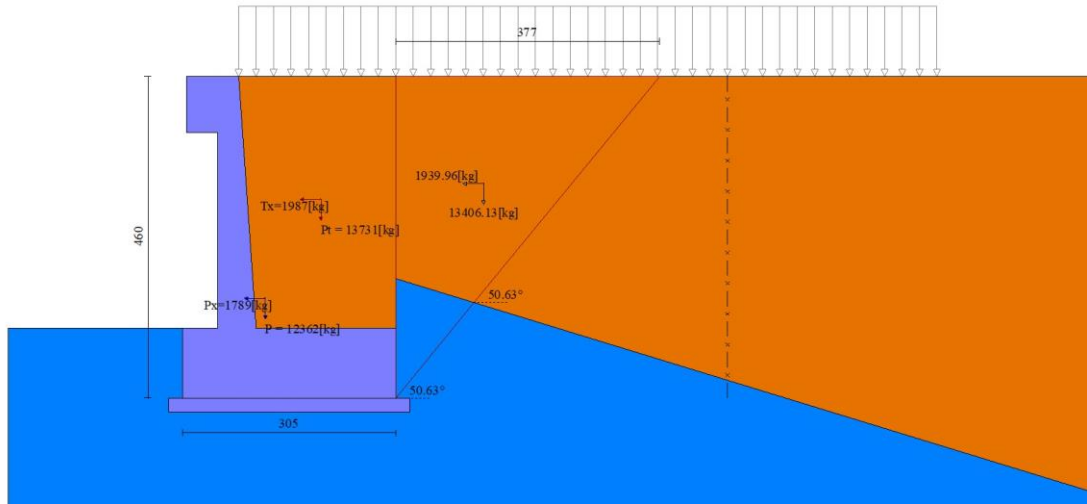 377
1939.96[kg]
13406.13[kg]
Tx=1987[kg]
Pt = 13731[kg]
460
50.63°
Px=1789[kg]
P = 12362[kg]
50.63°
305